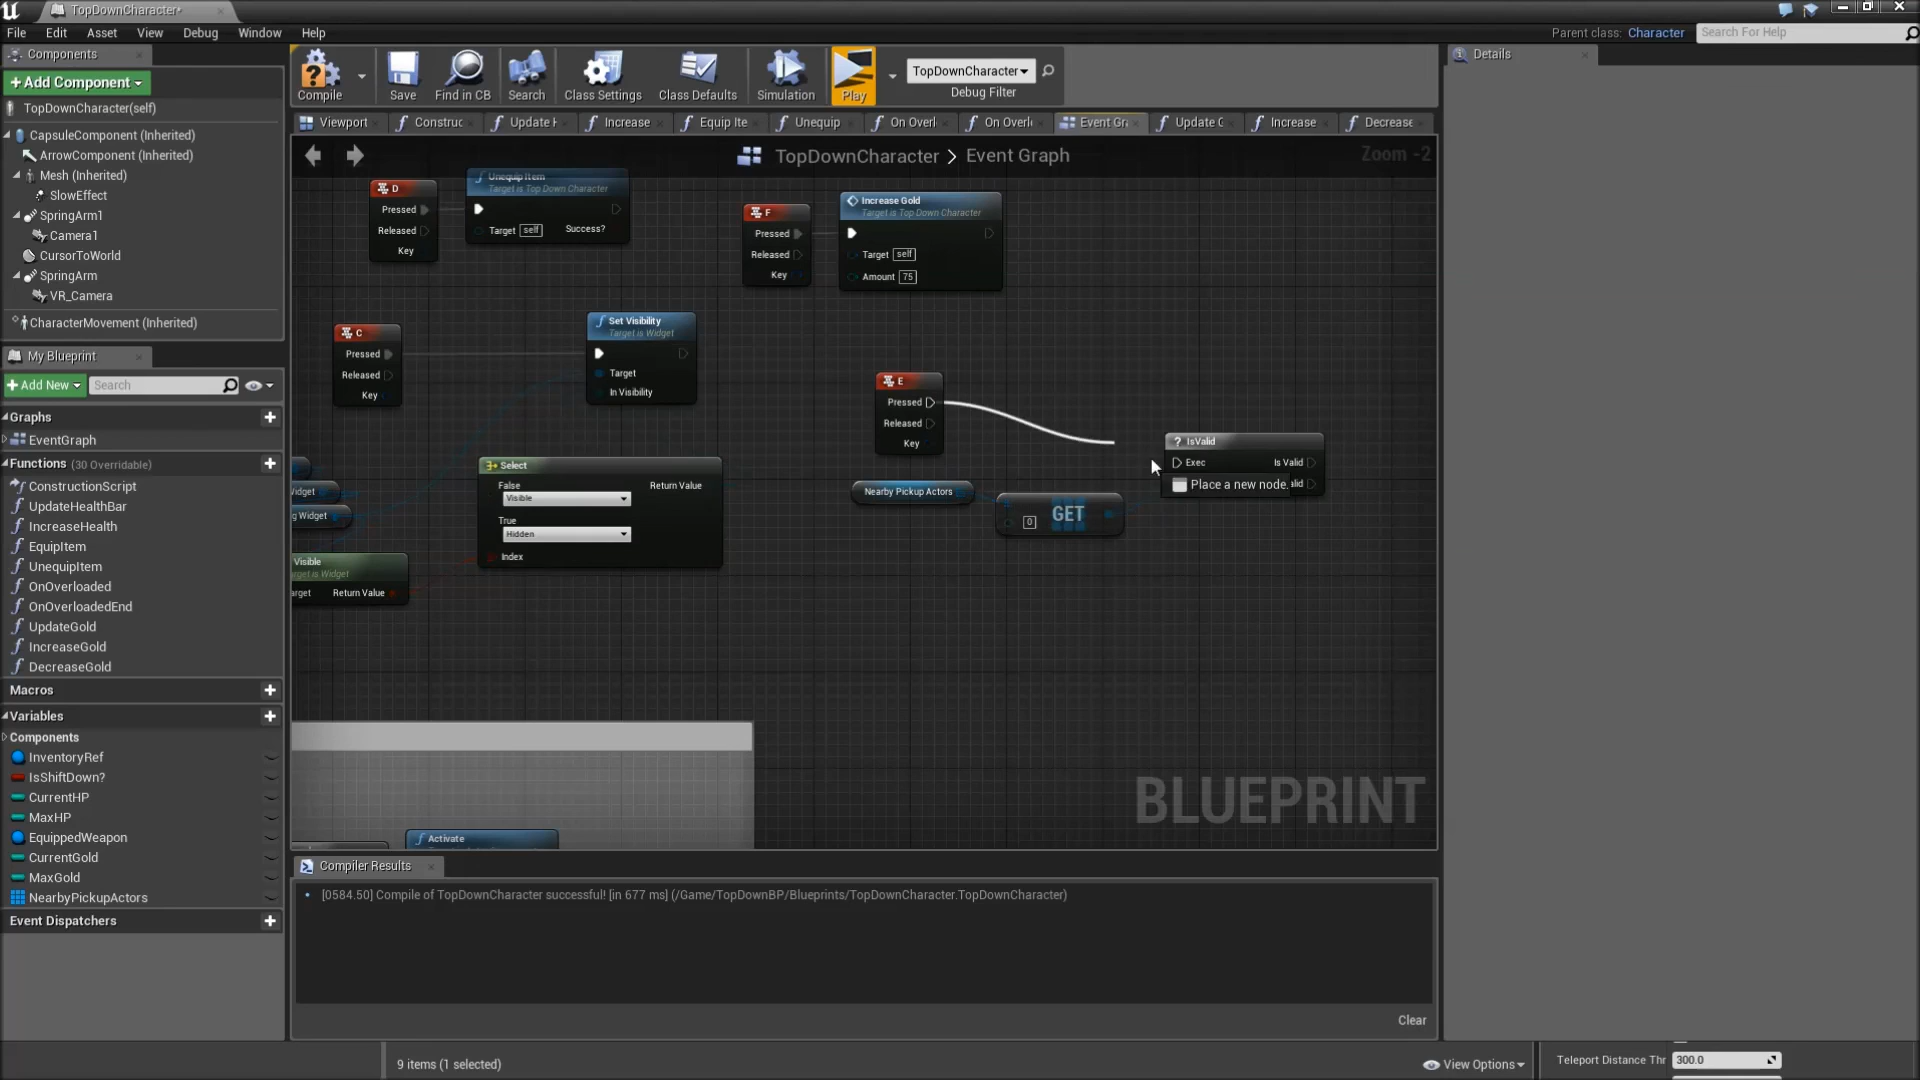 TopDownCharacter*
File Edit Asset View Debug Window Help
Parent class: Character
Search For Help
Components
+Add Component
TopDownCharacter(self)
CapsuleComponent (Inherited)
ArrowComponent (Inherited)
Mesh (Inherited)
SlowEffect
SpringArm1
Camera1
CursorToWorld
SpringArm
VR_Camera
CharacterMovement (Inherited)
My Blueprint
+Add New
Search
Graphs
EventGraph
Functions (30 Overridable)
ConstructionScript
UpdateHealthBar
IncreaseHealth
EquipItem
UnequipItem
OnOverloaded
OnOverloadedEnd
UpdateGold
IncreaseGold
DecreaseGold
Macros
Variables
Components
InventoryRef
IsShiftDown?
CurrentHP
MaxHP
EquippedWeapon
CurrentGold
MaxGold
NearbyPickupActors
Event Dispatchers
Compile
Save
Find in CB
Search
Class Settings
Class Defaults
Simulation
Play
TopDownCharacter
Debug Filter
Viewport
Construc
Update H
Increase
Equip Ite
Unequip
On Overl
On Overl
Event Gr
Update G
Increase
Decrease
TopDownCharacter > Event Graph
Zoom -2
D
Pressed
Released
Key
Unequip Item
Target is Top Down Character
Target self
Success?
F
Pressed
Released
Key
Increase Gold
Target is Top Down Character
Target self
Amount 75
C
Pressed
Released
Key
Set Visibility
Target is Widget
Target
In Visibility
E
Pressed
Released
Key
IsValid
Exec
Is Valid
Place a new node.
Nearby Pickup Actors
0
GET
Select
False
Visible
True
Hidden
Index
Return Value
g Widget
Visible
Return Value
Activate
BLUEPRINT
Compiler Results
[0584.50] Compile of TopDownCharacter successful! [in 677 ms] (/Game/TopDownBP/Blueprints/TopDownCharacter.TopDownCharacter)
Clear
9 items (1 selected)
View Options
Details
Teleport Distance Thr
300.0